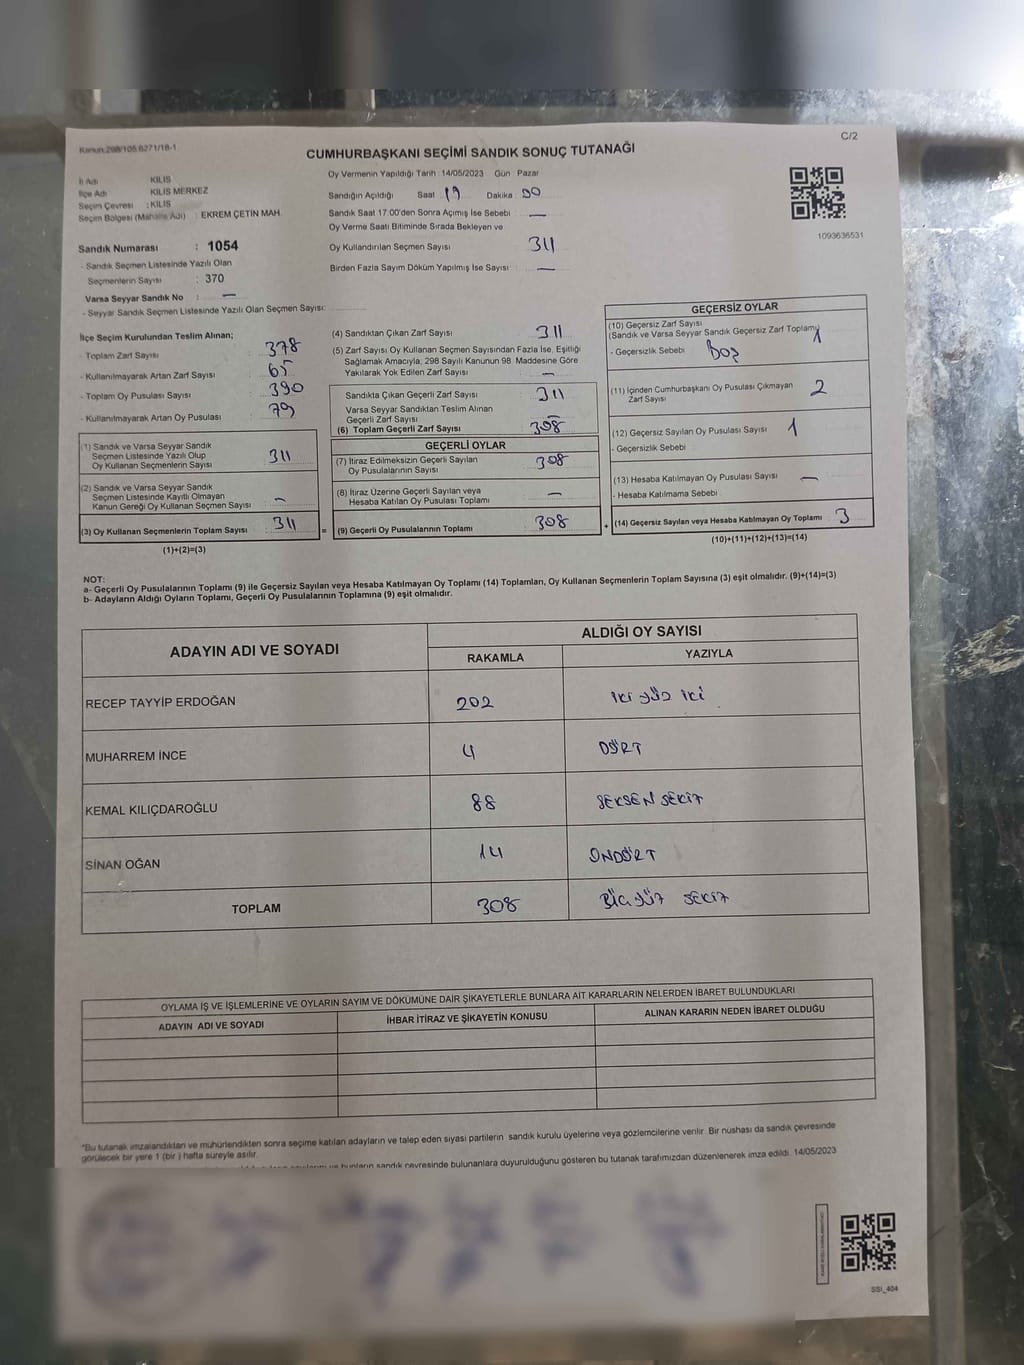 Kanun:298/105.6271/18-1
C/2
CUMHURBAŞKANI SEÇİMİ SANDIK SONUÇ TUTANAĞI
İl Adı : KİLİS
İlçe Adı : KİLİS MERKEZ
Seçim Çevresi : KİLİS
Seçim Bölgesi (Mahalle Adı) : EKREM ÇETİN MAH.
Sandık Numarası : 1054
- Sandık Seçmen Listesinde Yazılı Olan
Seçmenlerin Sayısı : 370
Varsa Seyyar Sandık No : —
- Seyyar Sandık Seçmen Listesinde Yazılı Olan Seçmen Sayısı:
Oy Vermenin Yapıldığı Tarih 14/05/2023 Gün Pazar
Sandığın Açıldığı Saat 19 Dakika : 00
Sandık Saat 17:00'den Sonra Açılmış İse Sebebi —
Oy Verme Saati Bitiminde Sırada Bekleyen ve
Oy Kullandırılan Seçmen Sayısı 311
Birden Fazla Sayım Döküm Yapılmış İse Sayısı : —
1093636531
İlçe Seçim Kurulundan Teslim Alınan;
- Toplam Zarf Sayısı : 378
- Kullanılmayarak Artan Zarf Sayısı : 65
- Toplam Oy Pusulası Sayısı : 390
- Kullanılmayarak Artan Oy Pusulası : 79
(1) Sandık ve Varsa Seyyar Sandık
Seçmen Listesinde Yazılı Olup
Oy Kullanan Seçmenlerin Sayısı 311
(2) Sandık ve Varsa Seyyar Sandık
Seçmen Listesinde Kayıtlı Olmayan
Kanun Gereği Oy Kullanan Seçmen Sayısı —
(3) Oy Kullanan Seçmenlerin Toplam Sayısı 311
(1)+(2)=(3)
(4) Sandıktan Çıkan Zarf Sayısı : 311
(5) Zarf Sayısı Oy Kullanan Seçmen Sayısından Fazla İse, Eşitliği
Sağlamak Amacıyla, 298 Sayılı Kanunun 98. Maddesine Göre
Yakılarak Yok Edilen Zarf Sayısı : —
Sandıkta Çıkan Geçerli Zarf Sayısı 311
Varsa Seyyar Sandıktan Teslim Alınan
Geçerli Zarf Sayısı —
(6) Toplam Geçerli Zarf Sayısı 308
GEÇERLİ OYLAR
(7) İtiraz Edilmeksizin Geçerli Sayılan
Oy Pusulalarının Sayısı 308
(8) İtiraz Üzerine Geçerli Sayılan veya
Hesaba Katılan Oy Pusulası Toplamı —
= (9) Geçerli Oy Pusulalarının Toplamı 308
GEÇERSİZ OYLAR
(10) Geçersiz Zarf Sayısı
(Sandık ve Varsa Seyyar Sandık Geçersiz Zarf Toplamı) 1
- Geçersizlik Sebebi : Boş
(11) İçinden Cumhurbaşkanı Oy Pusulası Çıkmayan
Zarf Sayısı 2
(12) Geçersiz Sayılan Oy Pusulası Sayısı 1
- Geçersizlik Sebebi
(13) Hesaba Katılmayan Oy Pusulası Sayısı —
- Hesaba Katılmama Sebebi
+ (14) Geçersiz Sayılan veya Hesaba Katılmayan Oy Toplamı 3
(10)+(11)+(12)+(13)=(14)
NOT:
a- Geçerli Oy Pusulalarının Toplamı (9) ile Geçersiz Sayılan veya Hesaba Katılmayan Oy Toplamı (14) Toplamları, Oy Kullanan Seçmenlerin Toplam Sayısına (3) eşit olmalıdır. (9)+(14)=(3)
b- Adayların Aldığı Oyların Toplamı, Geçerli Oy Pusulalarının Toplamına (9) eşit olmalıdır.
ADAYIN ADI VE SOYADI ALDIĞI OY SAYISI
RAKAMLA YAZIYLA
RECEP TAYYİP ERDOĞAN 202 iki yüz iki
MUHARREM İNCE 4 DÖRT
KEMAL KILIÇDAROĞLU 88 SEKSEN SEKİZ
SİNAN OĞAN 14 ONDÖRT
TOPLAM 308 ÜÇ YÜZ SEKİZ
OYLAMA İŞ VE İŞLEMLERİNE VE OYLARIN SAYIM VE DÖKÜMÜNE DAİR ŞİKAYETLERLE BUNLARA AİT KARARLARIN NELERDEN İBARET BULUNDUKLARI
ADAYIN ADI VE SOYADI İHBAR İTİRAZ VE ŞİKAYETİN KONUSU ALINAN KARARIN NEDEN İBARET OLDUĞU
*Bu tutanak imzalandıktan ve mühürlendikten sonra seçime katılan adayların ve talep eden siyasi partilerin sandık kurulu üyelerine veya gözlemcilerine verilir. Bir nüshası da sandık çevresinde
görülecek bir yere 1 (bir ) hafta süreyle asılır.
ve bunların sandık çevresinde bulunanlara duyurulduğunu gösteren bu tutanak tarafımızdan düzenlenerek imza edildi. 14/05/2023
SSI_404